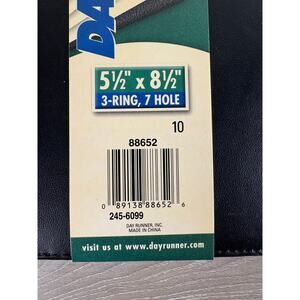 DA
5½" x 8½"
3-RING, 7 HOLE
10
88652
0 89138 88652 6
245-6099
DAY RUNNER, INC.
MADE IN CHINA
visit us at www.dayrunner.com